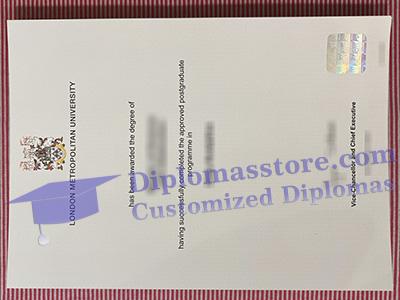 LONDON METROPOLITAN UNIVERSITY
has been awarded the degree of
having successfully completed the approved postgraduate
programme in
Vice-Chancellor and Chief Executive
Diplomasstore.com
Customized Diplomas